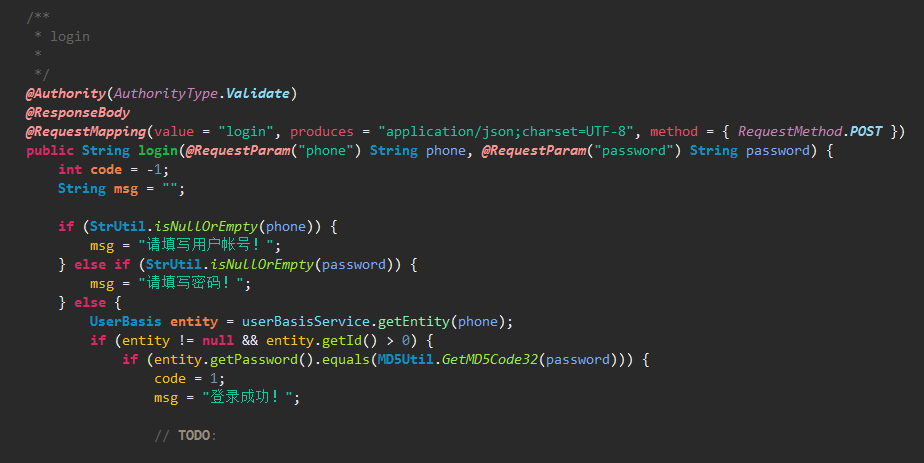 /**
 * login
 *
 */
@Authority(AuthorityType.Validate)
@ResponseBody
@RequestMapping(value = "login", produces = "application/json;charset=UTF-8", method = { RequestMethod.POST })
public String login(@RequestParam("phone") String phone, @RequestParam("password") String password) {
    int code = -1;
    String msg = "";

    if (StrUtil.isNullOrEmpty(phone)) {
        msg = "请填写用户帐号！";
    } else if (StrUtil.isNullOrEmpty(password)) {
        msg = "请填写密码！";
    } else {
        UserBasis entity = userBasisService.getEntity(phone);
        if (entity != null && entity.getId() > 0) {
            if (entity.getPassword().equals(MD5Util.GetMD5Code32(password))) {
                code = 1;
                msg = "登录成功！";

                // TODO: